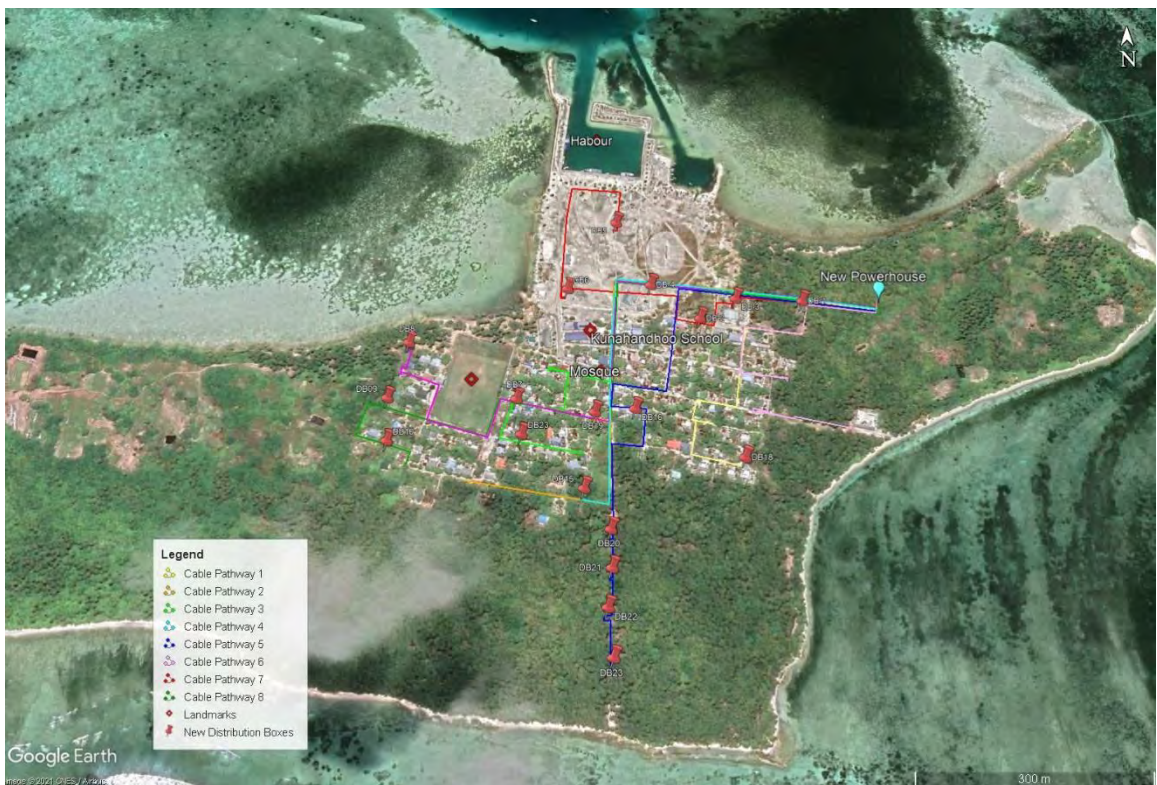 N
Habour
New Powerhouse
Kunahandhoo School
Mosque
DB09
DB23
DB18
DB15
DB20
DB21
DB22
DB23
Legend
Cable Pathway 1
Cable Pathway 2
Cable Pathway 3
Cable Pathway 4
Cable Pathway 5
Cable Pathway 6
Cable Pathway 7
Cable Pathway 8
Landmarks
New Distribution Boxes
Google Earth
300 m